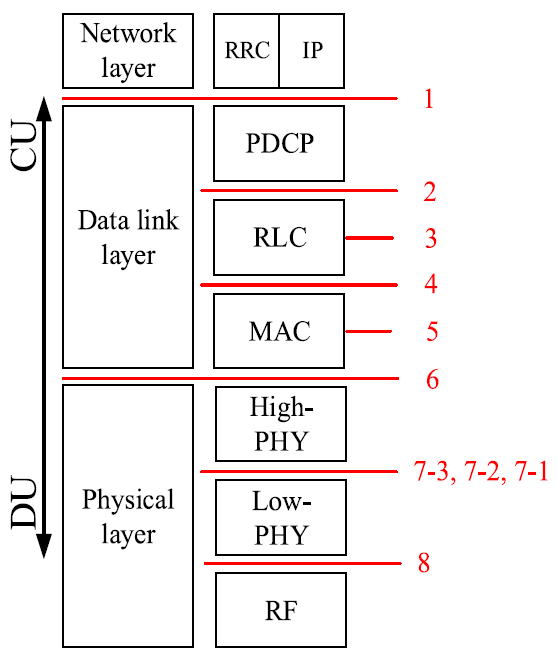 Network
layer
RRC
IP
1
CU
PDCP
2
Data link
layer
RLC
3
4
MAC
5
6
High-
PHY
7-3, 7-2, 7-1
DU
Physical
layer
Low-
PHY
8
RF